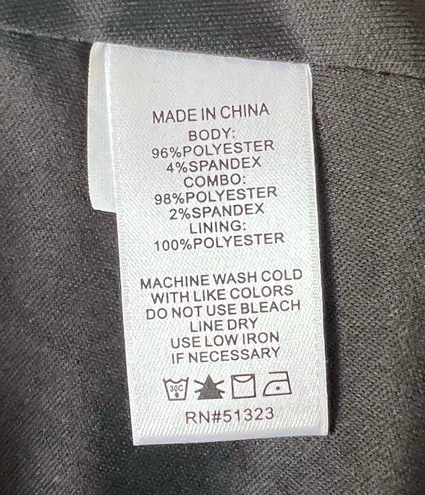 MADE IN CHINA
BODY:
96%POLYESTER
4%SPANDEX
COMBO:
98%POLYESTER
2%SPANDEX
LINING:
100%POLYESTER
MACHINE WASH COLD
WITH LIKE COLORS
DO NOT USE BLEACH
LINE DRY
USE LOW IRON
IF NECESSARY
30C
RN#51323